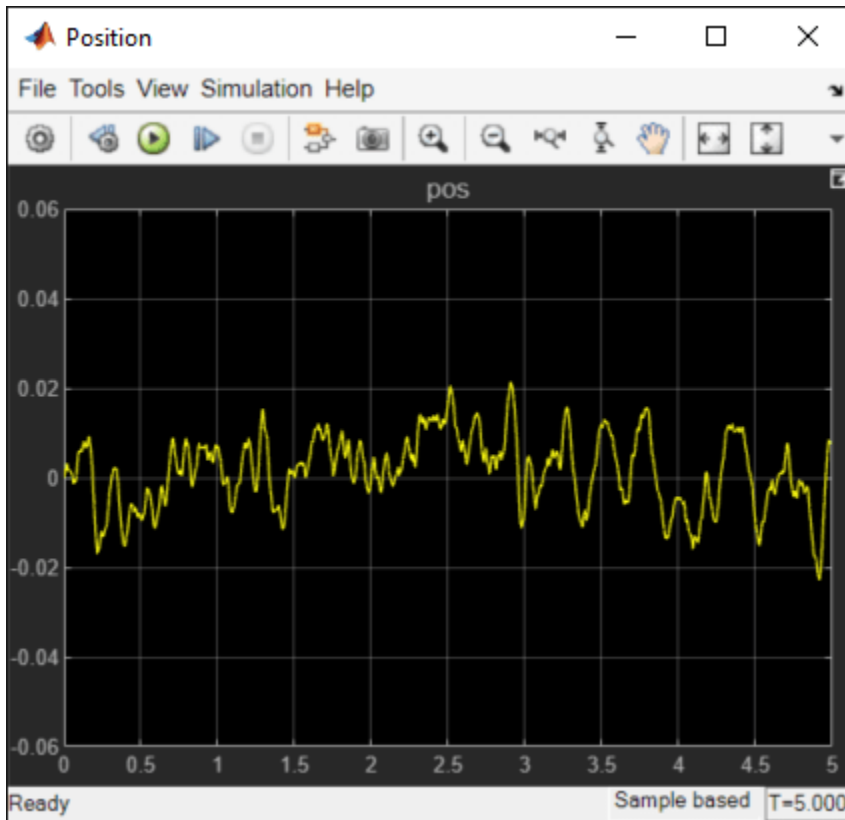 Position
File Tools View Simulation Help
pos
0.06
0.04
0.02
0
-0.02
-0.04
-0.06
0 0.5 1 1.5 2 2.5 3 3.5 4 4.5 5
Ready Sample based T=5.000